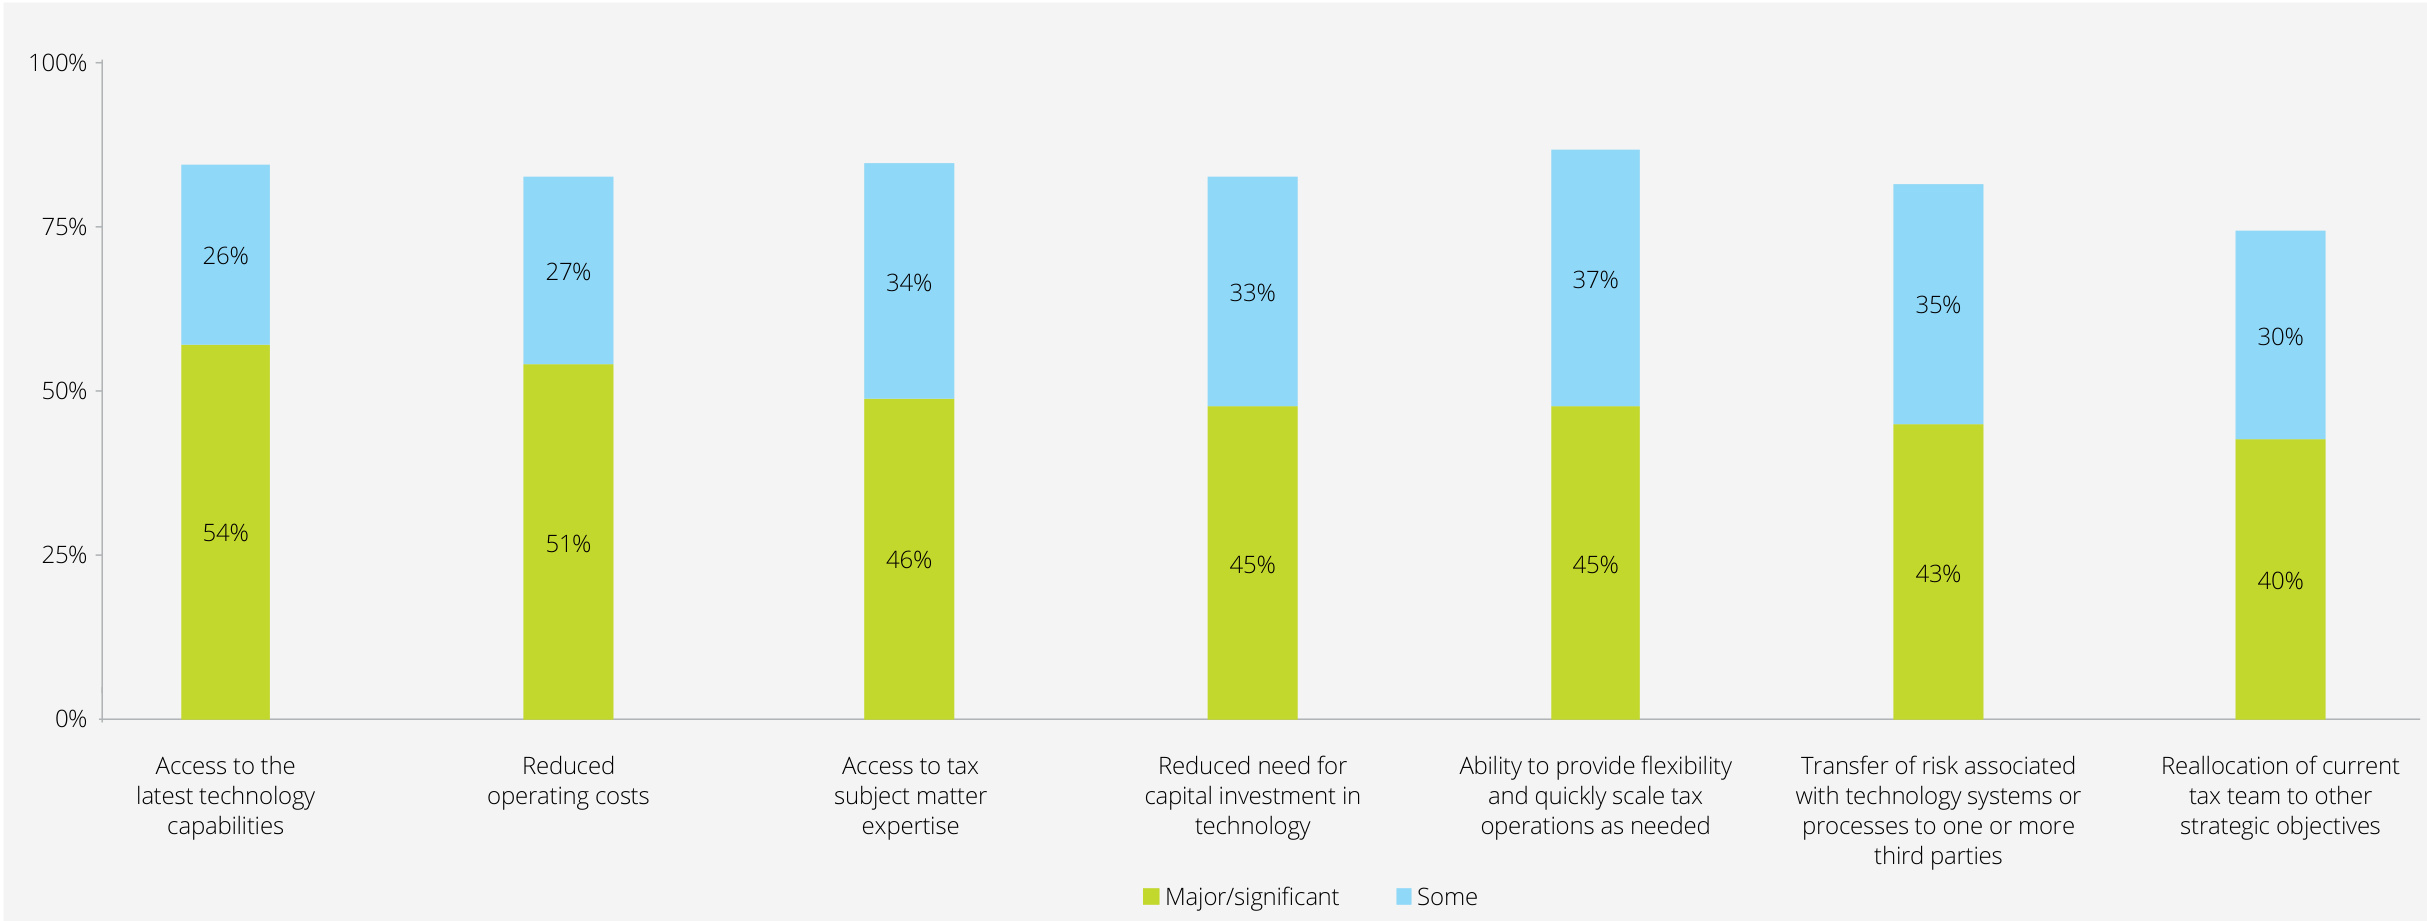 100%
75%
50%
25%
0%
26%
54%
27%
51%
34%
46%
33%
45%
37%
45%
35%
43%
30%
40%
Access to the
latest technology
capabilities
Reduced
operating costs
Access to tax
subject matter
expertise
Reduced need for
capital investment in
technology
Ability to provide flexibility
and quickly scale tax
operations as needed
Transfer of risk associated
with technology systems or
processes to one or more
third parties
Reallocation of current
tax team to other
strategic objectives
Major/significant
Some